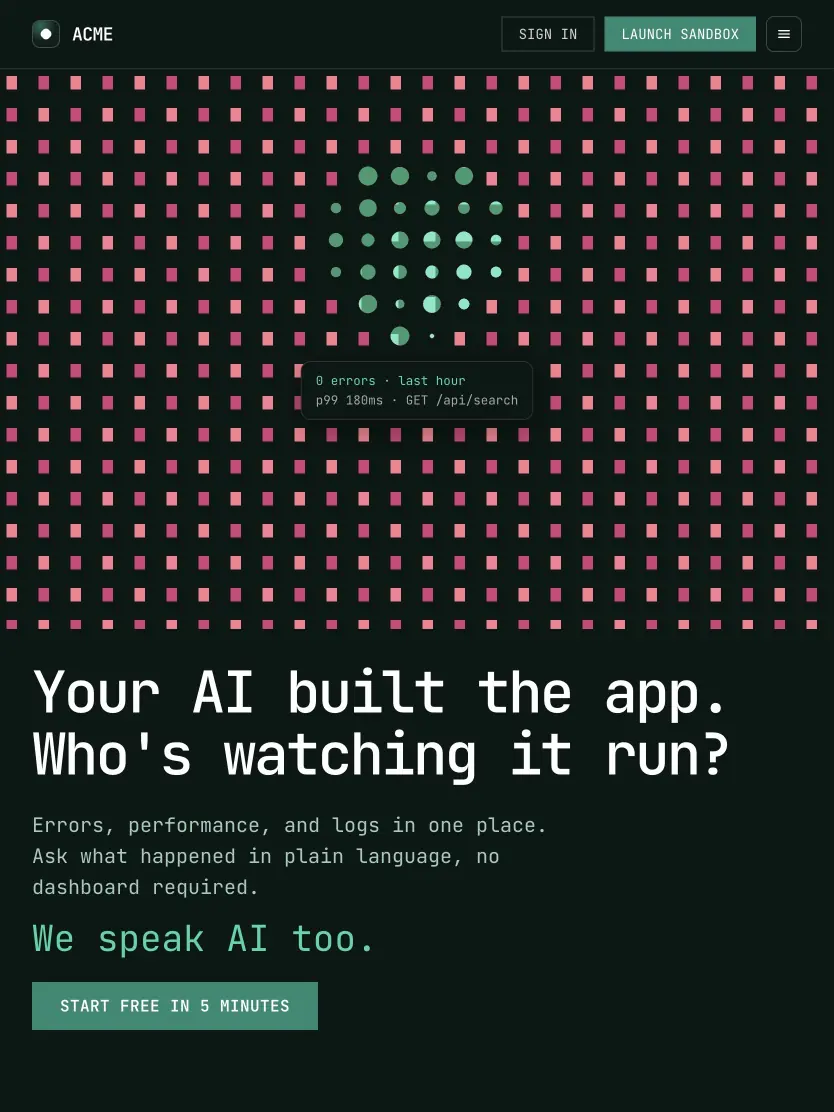 ACME
SIGN IN
LAUNCH SANDBOX
0 errors · last hour
p99 180ms · GET /api/search
Your AI built the app.
Who's watching it run?
Errors, performance, and logs in one place.
Ask what happened in plain language, no
dashboard required.
We speak AI too.
START FREE IN 5 MINUTES